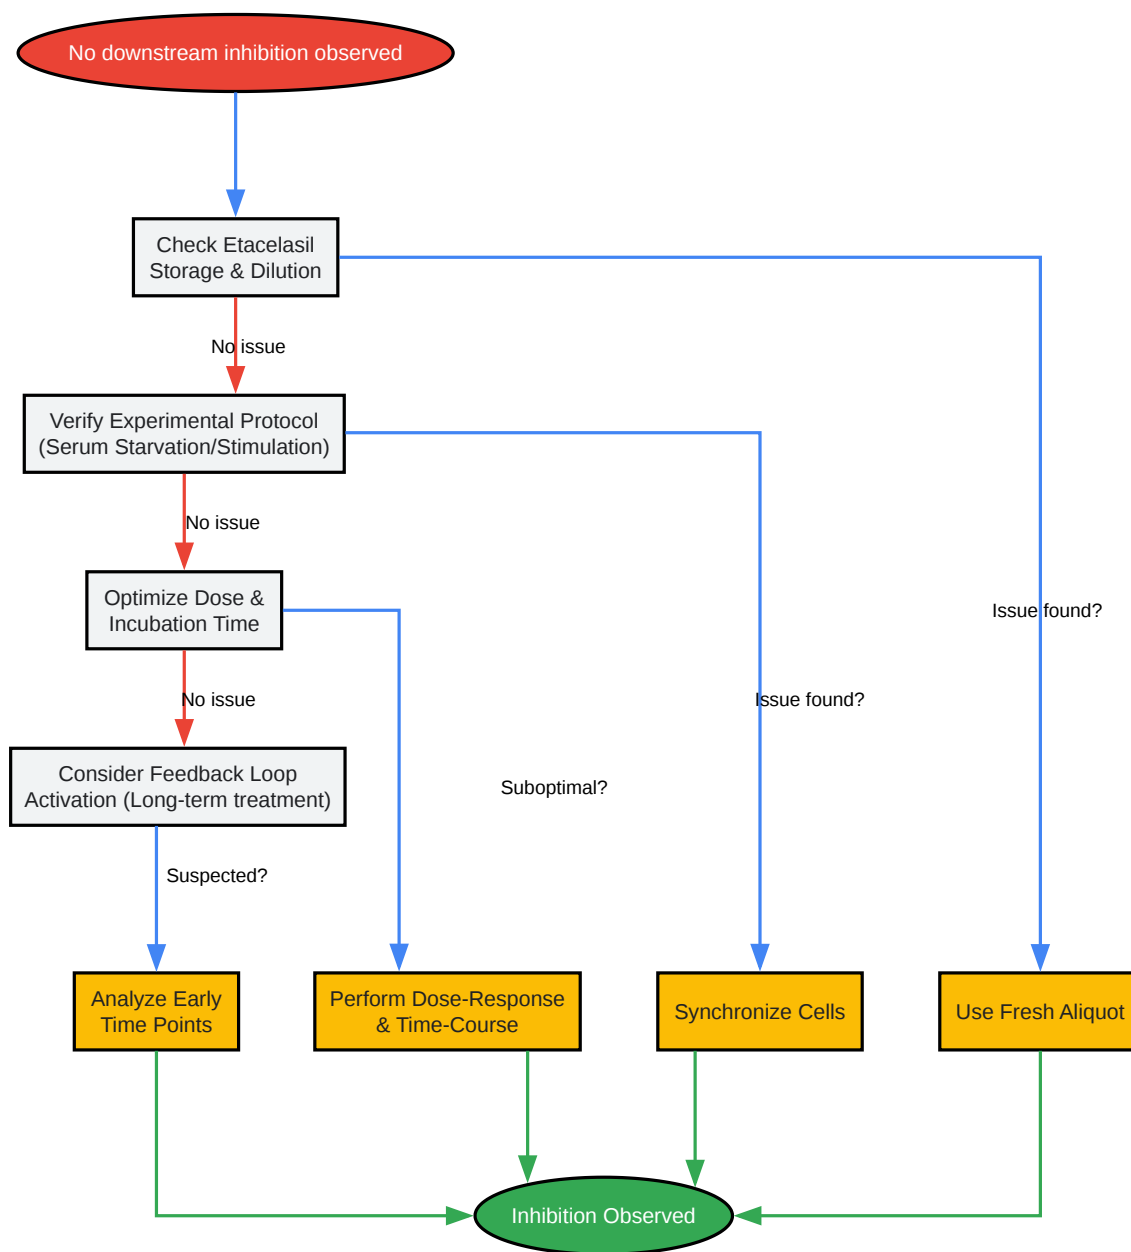 No downstream inhibition observed
Check Etacelasil
Storage & Dilution
No issue
Verify Experimental Protocol
(Serum Starvation/Stimulation)
No issue
Optimize Dose &
Incubation Time
Issue found?
No issue
Issue found?
Consider Feedback Loop
Activation (Long-term treatment)
Suboptimal?
Suspected?
Analyze Early
Time Points
Perform Dose-Response
& Time-Course
Synchronize Cells
Use Fresh Aliquot
Inhibition Observed